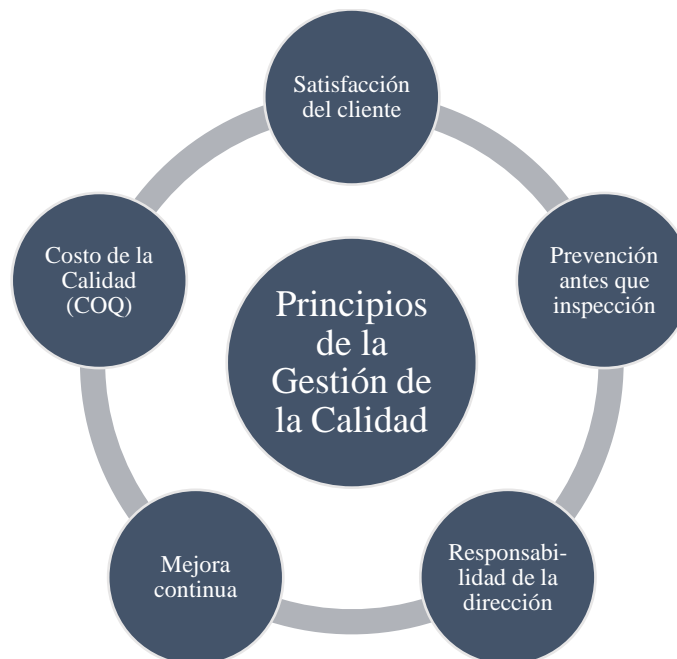 Satisfacción
del cliente
Prevención
antes que
inspección
Responsabi-
lidad de la
dirección
Mejora
continua
Costo de la
Calidad
(COQ)
Principios
de la
Gestión de
la Calidad